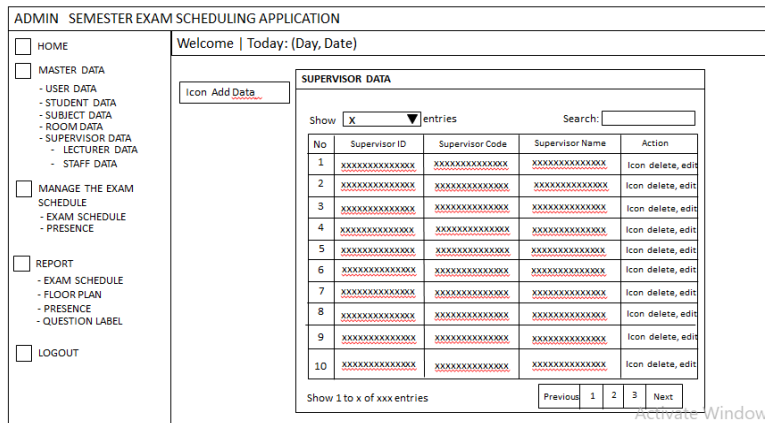 ADMIN SEMESTER EXAM SCHEDULING APPLICATION
HOME
MASTER DATA
- USER DATA
- STUDENT DATA
- SUBJECT DATA
- ROOM DATA
- SUPERVISOR DATA
- LECTURER DATA
- STAFF DATA
MANAGE THE EXAM
SCHEDULE
- EXAM SCHEDULE
- PRESENCE
REPORT
- EXAM SCHEDULE
- FLOOR PLAN
- PRESENCE
- QUESTION LABEL
LOGOUT
Welcome | Today: (Day, Date)
Icon Add Data
SUPERVISOR DATA
Show X entries Search:
No Supervisor ID Supervisor Code Supervisor Name Action
1 xxxxxxxxxxxxxx xxxxxxxxxxxxxx xxxxxxxxxxxxxx Icon delete, edit
2 xxxxxxxxxxxxxx xxxxxxxxxxxxxx xxxxxxxxxxxxxx Icon delete, edit
3 xxxxxxxxxxxxxx xxxxxxxxxxxxxx xxxxxxxxxxxxxx Icon delete, edit
4 xxxxxxxxxxxxxx xxxxxxxxxxxxxx xxxxxxxxxxxxxx Icon delete, edit
5 xxxxxxxxxxxxxx xxxxxxxxxxxxxx xxxxxxxxxxxxxx Icon delete, edit
6 xxxxxxxxxxxxxx xxxxxxxxxxxxxx xxxxxxxxxxxxxx Icon delete, edit
7 xxxxxxxxxxxxxx xxxxxxxxxxxxxx xxxxxxxxxxxxxx Icon delete, edit
8 xxxxxxxxxxxxxx xxxxxxxxxxxxxx xxxxxxxxxxxxxx Icon delete, edit
9 xxxxxxxxxxxxxx xxxxxxxxxxxxxx xxxxxxxxxxxxxx Icon delete, edit
10 xxxxxxxxxxxxxx xxxxxxxxxxxxxx xxxxxxxxxxxxxx Icon delete, edit
Show 1 to x of xxx entries Previous 1 2 3 Next
Activate Window